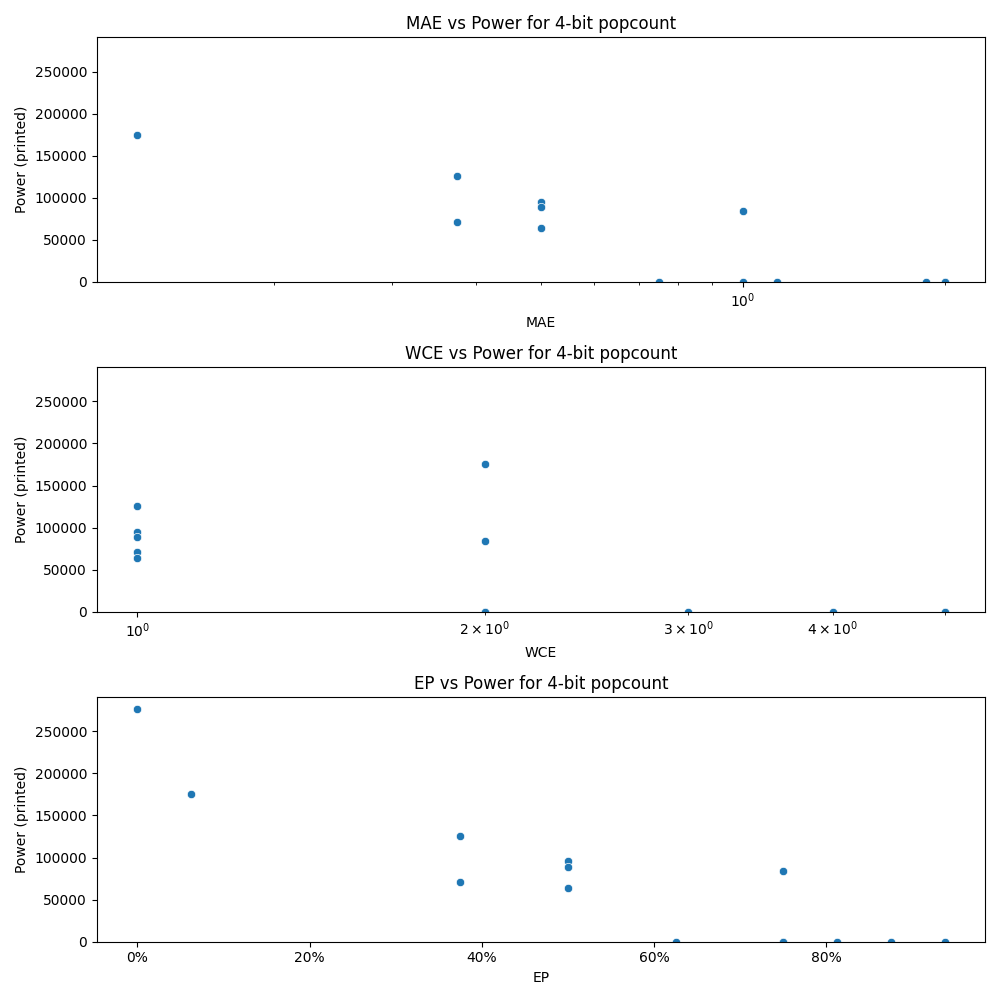 MAE vs Power for 4-bit popcount
250000
200000
150000
100000
50000
0
Power (printed)
10^0
MAE
WCE vs Power for 4-bit popcount
250000
200000
150000
100000
50000
0
Power (printed)
10^0 2 × 10^0 3 × 10^0 4 × 10^0
WCE
EP vs Power for 4-bit popcount
250000
200000
150000
100000
50000
0
Power (printed)
0% 20% 40% 60% 80%
EP